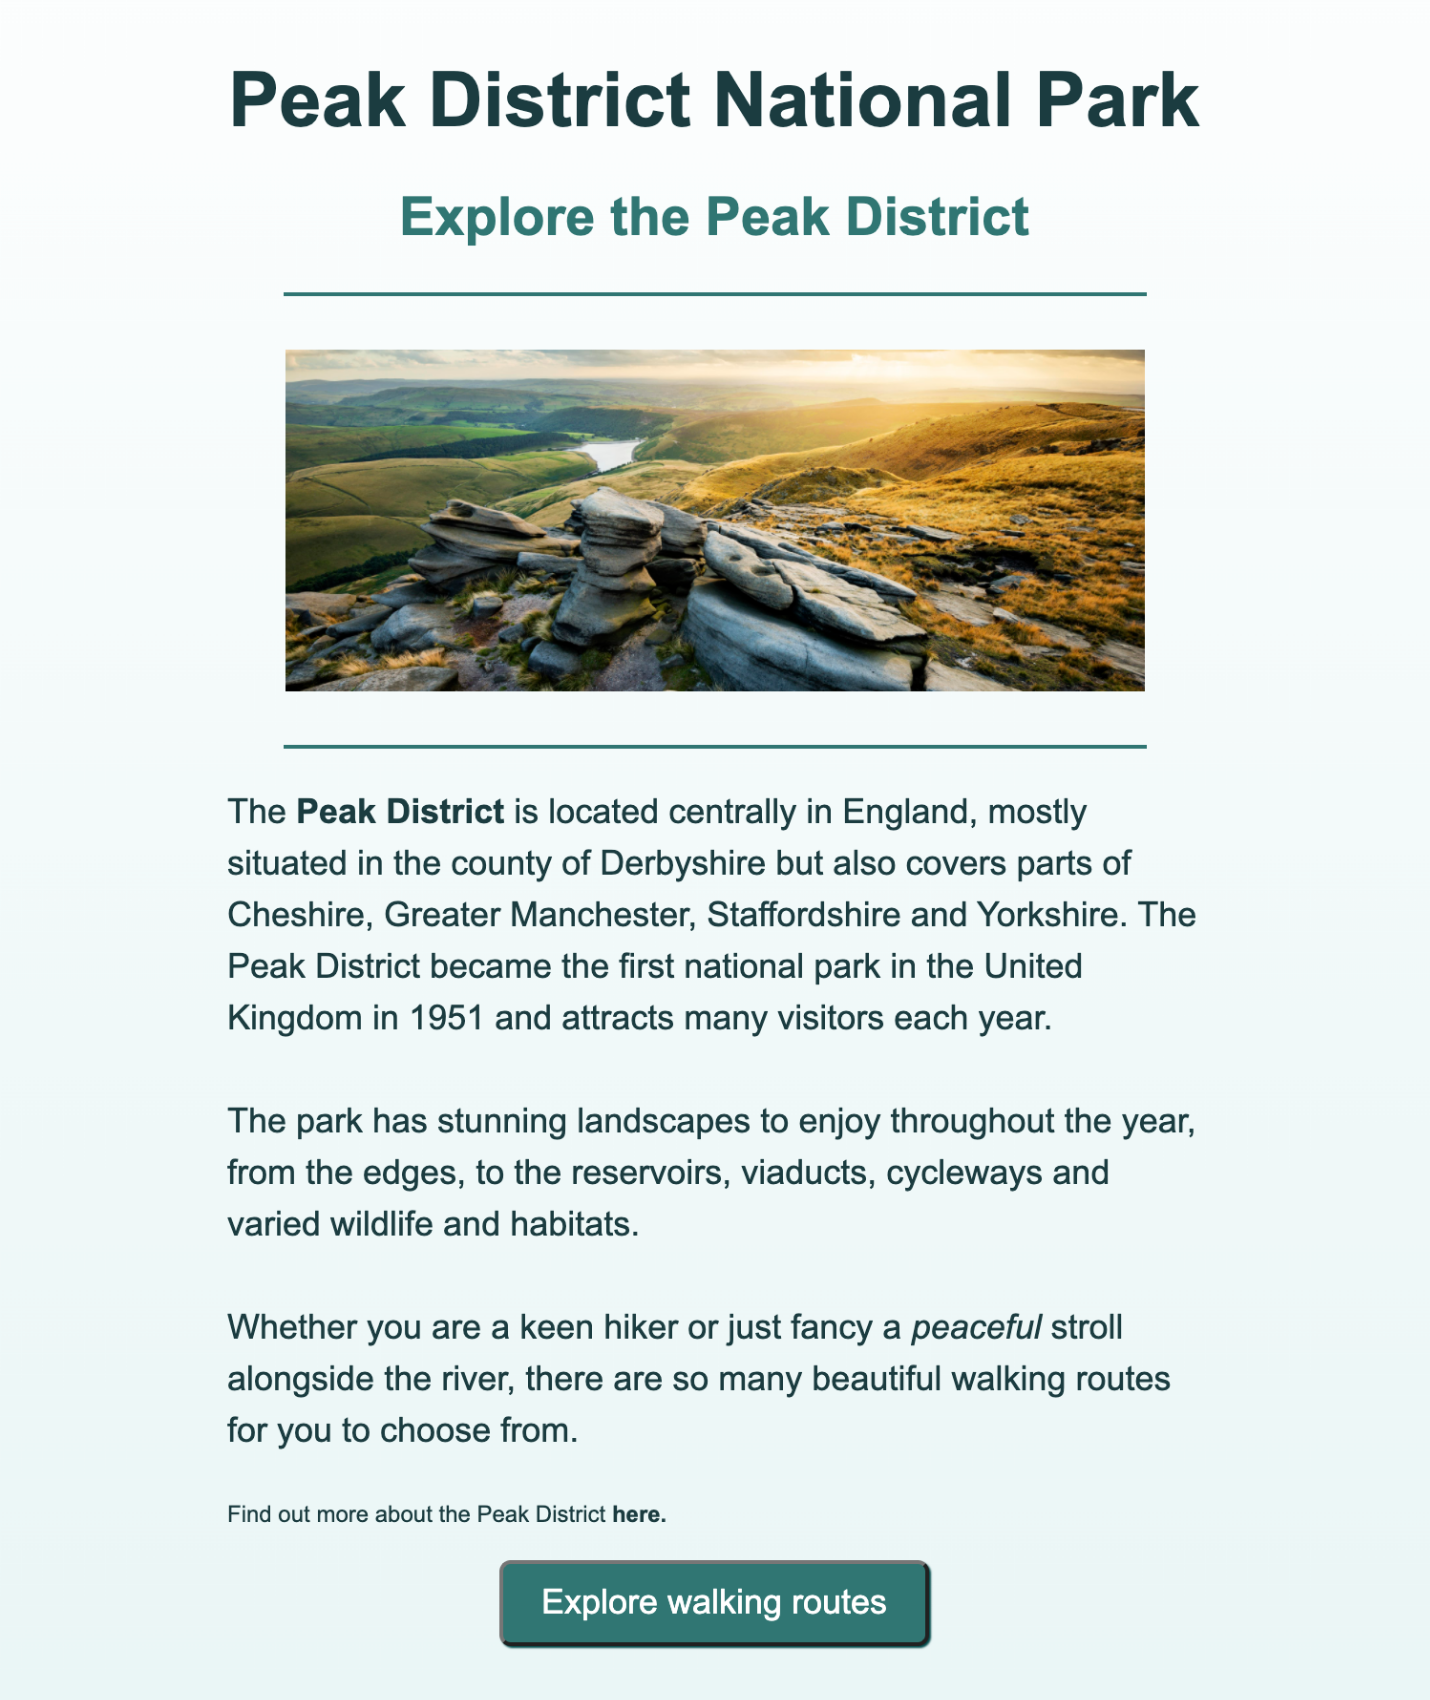 Peak District National Park
Explore the Peak District
The Peak District is located centrally in England, mostly
situated in the county of Derbyshire but also covers parts of
Cheshire, Greater Manchester, Staffordshire and Yorkshire. The
Peak District became the first national park in the United
Kingdom in 1951 and attracts many visitors each year.
The park has stunning landscapes to enjoy throughout the year,
from the edges, to the reservoirs, viaducts, cycleways and
varied wildlife and habitats.
Whether you are a keen hiker or just fancy a peaceful stroll
alongside the river, there are so many beautiful walking routes
for you to choose from.
Find out more about the Peak District here.
Explore walking routes